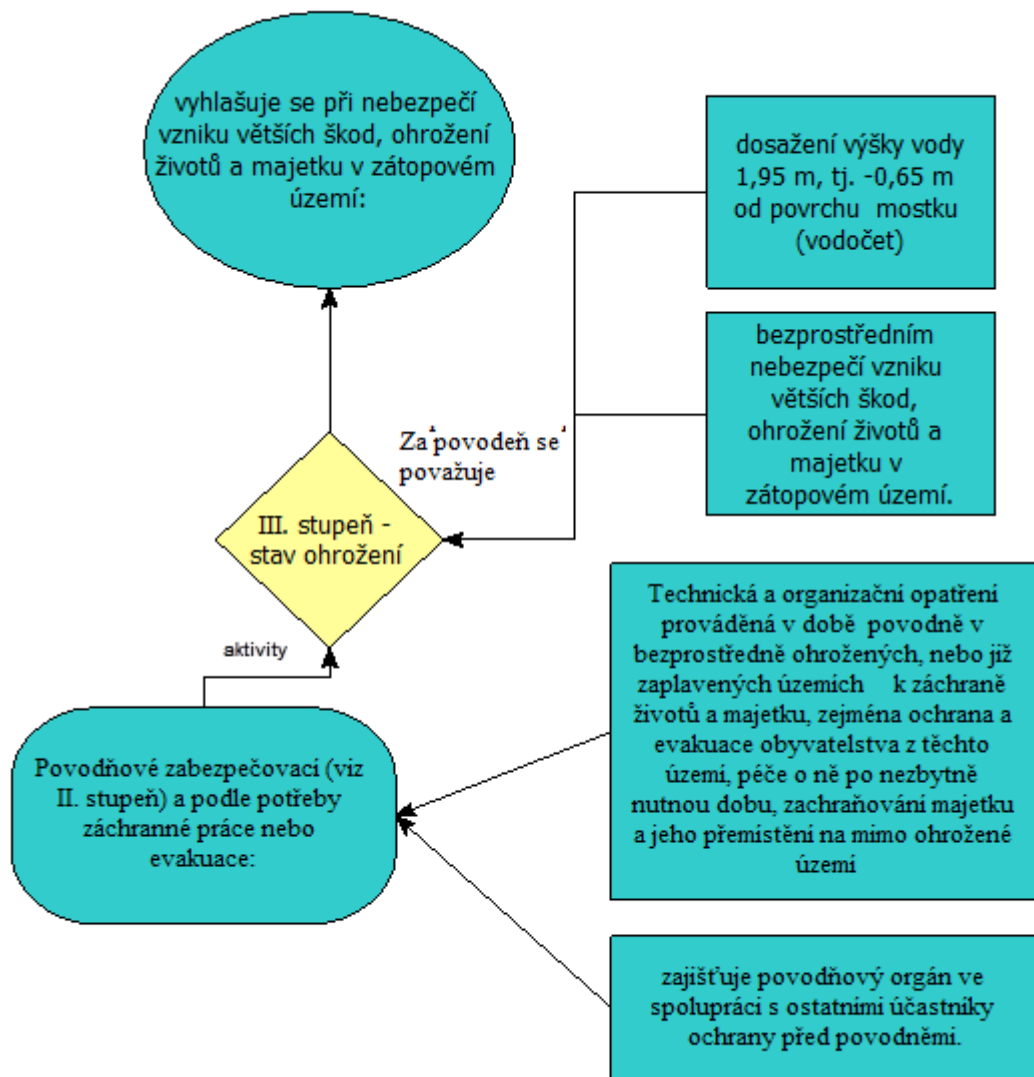 vyhlašuje se při nebezpečí
vzniku větších škod, ohrožení
životů a majetku v zátopovém
území:
dosažení výšky vody
1,95 m, tj. -0,65 m
od povrchu mostku
(vodočet)
bezprostředním
nebezpečí vzniku
větších škod,
ohrožení životů a
majetku v
zátopovém území.
Za povodeň se
považuje
III. stupeň -
stav ohrožení
aktivity
Povodňové zabezpečovací (viz
II. stupeň) a podle potřeby
záchranné práce nebo
evakuace:
Technická a organizační opatření
prováděná v době povodně v
bezprostředně ohrožených, nebo již
zaplavených územích k záchraně
životů a majetku, zejména ochrana a
evakuace obyvatelstva z těchto
území, péče o ně po nezbytně
nutnou dobu, zachraňování majetku
a jeho přemistění na mimo ohrožené
území
zajišťuje povodňový orgán ve
spolupráci s ostatními účastníky
ochrany před povodněmi.